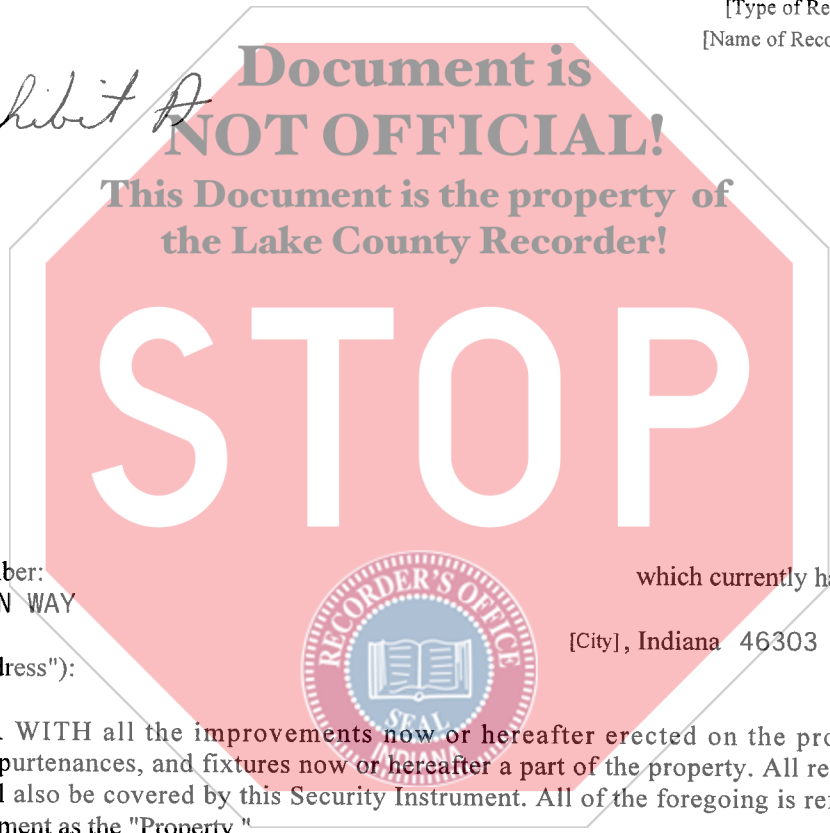 [Type of Re
[Name of Reco
hibit A
Document is
NOT OFFICIAL!
This Document is the property of
the Lake County Recorder!
STOP
ber:
which currently ha
N WAY
[City], Indiana 46303
dress"):
RECORDER'S OFFICE
SEAL
INDIANA
WITH all the improvements now or hereafter erected on the pro
purtenances, and fixtures now or hereafter a part of the property. All re
l also be covered by this Security Instrument. All of the foregoing is re
ment as the "Property."